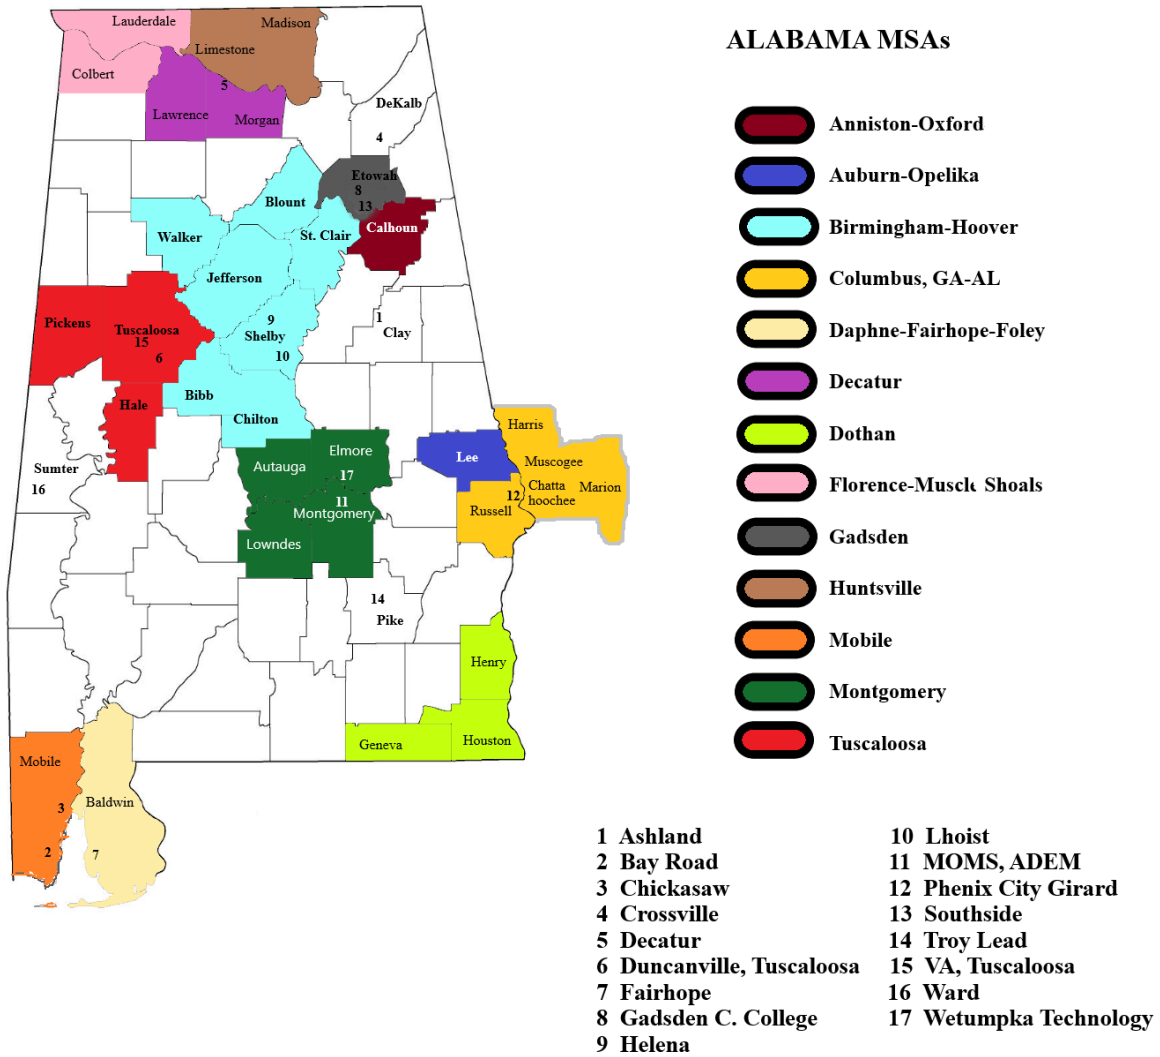 ALABAMA MSAs
Lauderdale
Madison
Limestone
Colbert
5
Lawrence
Morgan
DeKalb
4
Etowah
8
13
Blount
Calhoun
St. Clair
Walker
Jefferson
Pickens
Tuscaloosa
15
6
9
Shelby
10
1
Clay
Hale
Bibb
Chilton
Sumter
16
Autauga
Elmore
17
11
Montgomery
Lowndes
Lee
Harris
Muscogee
Chatta
hoochee
Marion
12
Russell
14
Pike
Henry
Geneva
Houston
Mobile
3
2
Baldwin
7
Anniston-Oxford
Auburn-Opelika
Birmingham-Hoover
Columbus, GA-AL
Daphne-Fairhope-Foley
Decatur
Dothan
Florence-Muscle Shoals
Gadsden
Huntsville
Mobile
Montgomery
Tuscaloosa
1 Ashland
2 Bay Road
3 Chickasaw
4 Crossville
5 Decatur
6 Duncanville, Tuscaloosa
7 Fairhope
8 Gadsden C. College
9 Helena
10 Lhoist
11 MOMS, ADEM
12 Phenix City Girard
13 Southside
14 Troy Lead
15 VA, Tuscaloosa
16 Ward
17 Wetumpka Technology